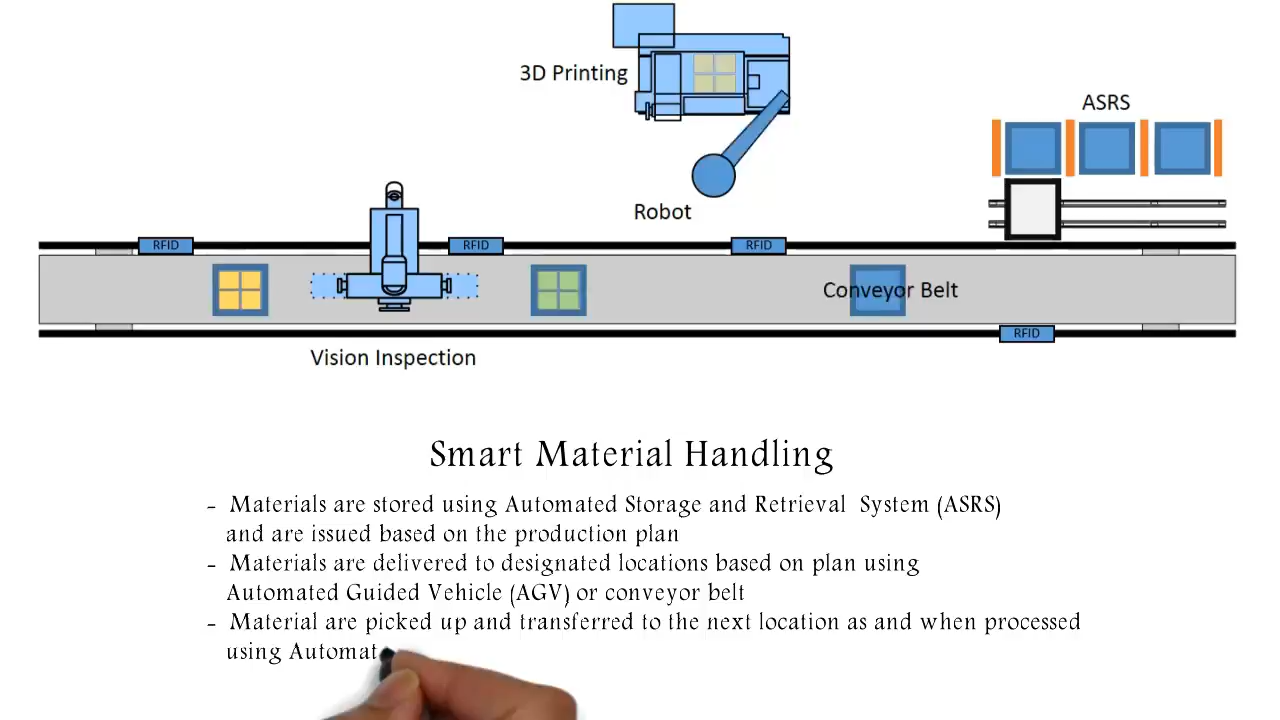 3D Printing
ASRS
Robot
RFID
RFID
RFID
Conveyor Belt
RFID
Vision Inspection
Smart Material Handling
- Materials are stored using Automated Storage and Retrieval System (ASRS)
and are issued based on the production plan
- Materials are delivered to designated locations based on plan using
Automated Guided Vehicle (AGV) or conveyor belt
- Material are picked up and transferred to the next location as and when processed
using Automat